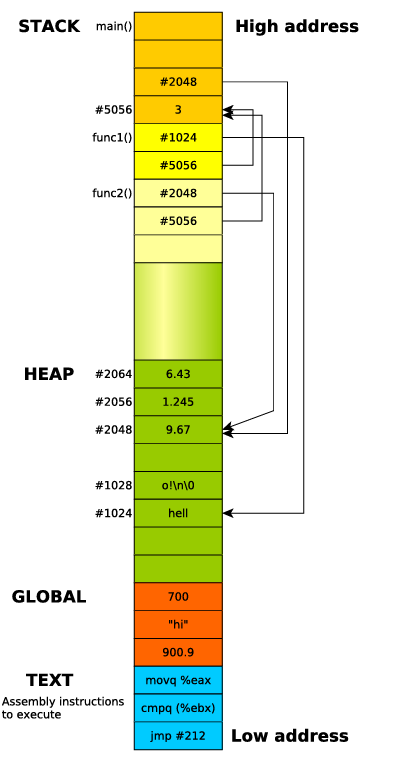 STACK main() High address
#2048
#5056 3
func1() #1024
#5056
func2() #2048
#5056
HEAP #2064 6.43
#2056 1.245
#2048 9.67
#1028 o!\n\0
#1024 hell
GLOBAL 700
"hi"
900.9
TEXT movq %eax
Assembly instructions
to execute
cmpq (%ebx)
jmp #212 Low address